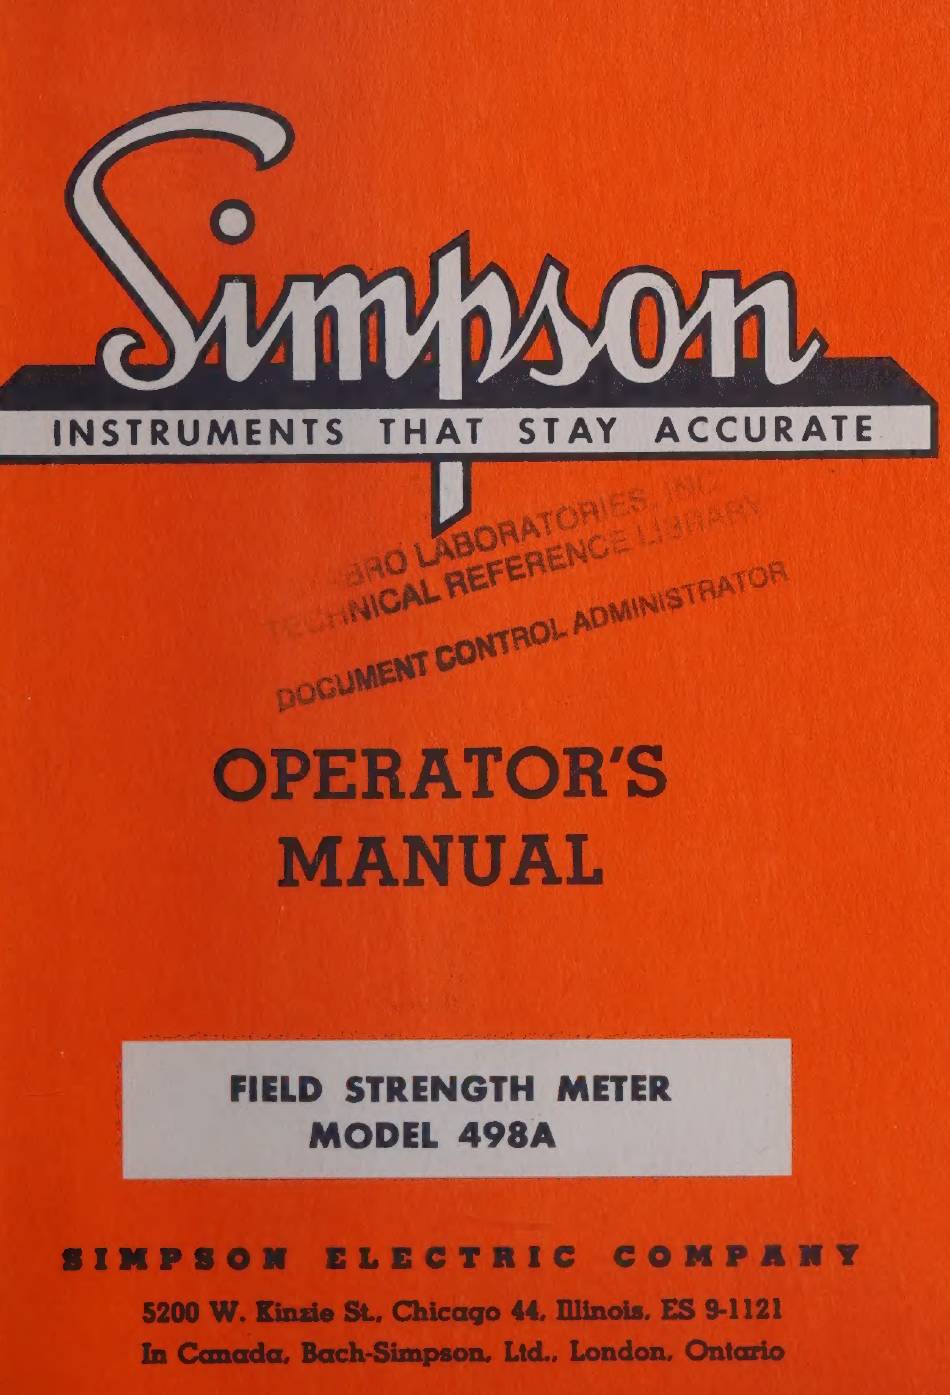 Simpson
INSTRUMENTS THAT STAY ACCURATE
LABORATORIES, INC.
TECHNICAL REFERENCE LIBRARY
DOCUMENT CONTROL ADMINISTRATOR
OPERATOR'S
MANUAL
FIELD STRENGTH METER
MODEL 498A
SIMPSON ELECTRIC COMPANY
5200 W. Kinzie St., Chicago 44, Illinois, ES 9-1121
In Canada, Bach-Simpson, Ltd., London, Ontario